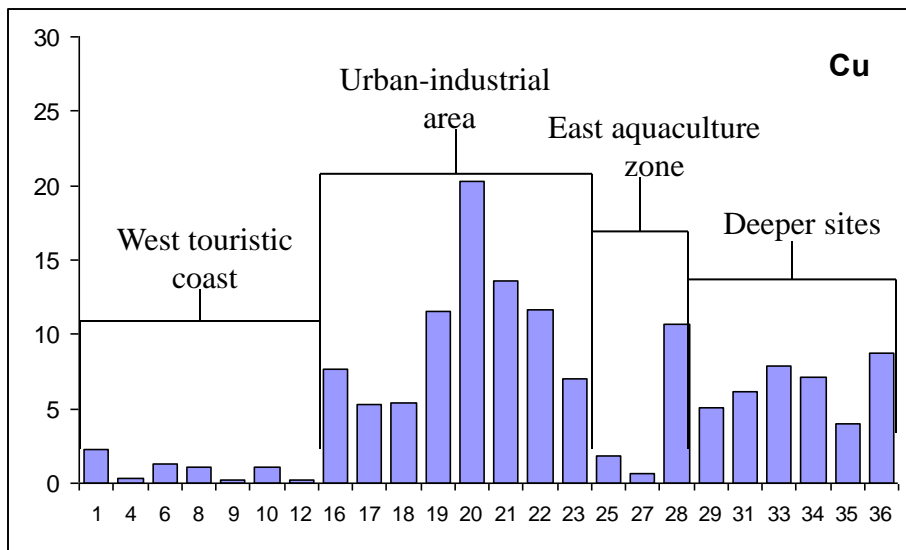 Cu
30
25
20
15
10
5
0
Urban-industrial
area
East aquaculture
zone
West touristic
coast
Deeper sites
1 4 6 8 9 10 12 16 17 18 19 20 21 22 23 25 27 28 29 31 33 34 35 36